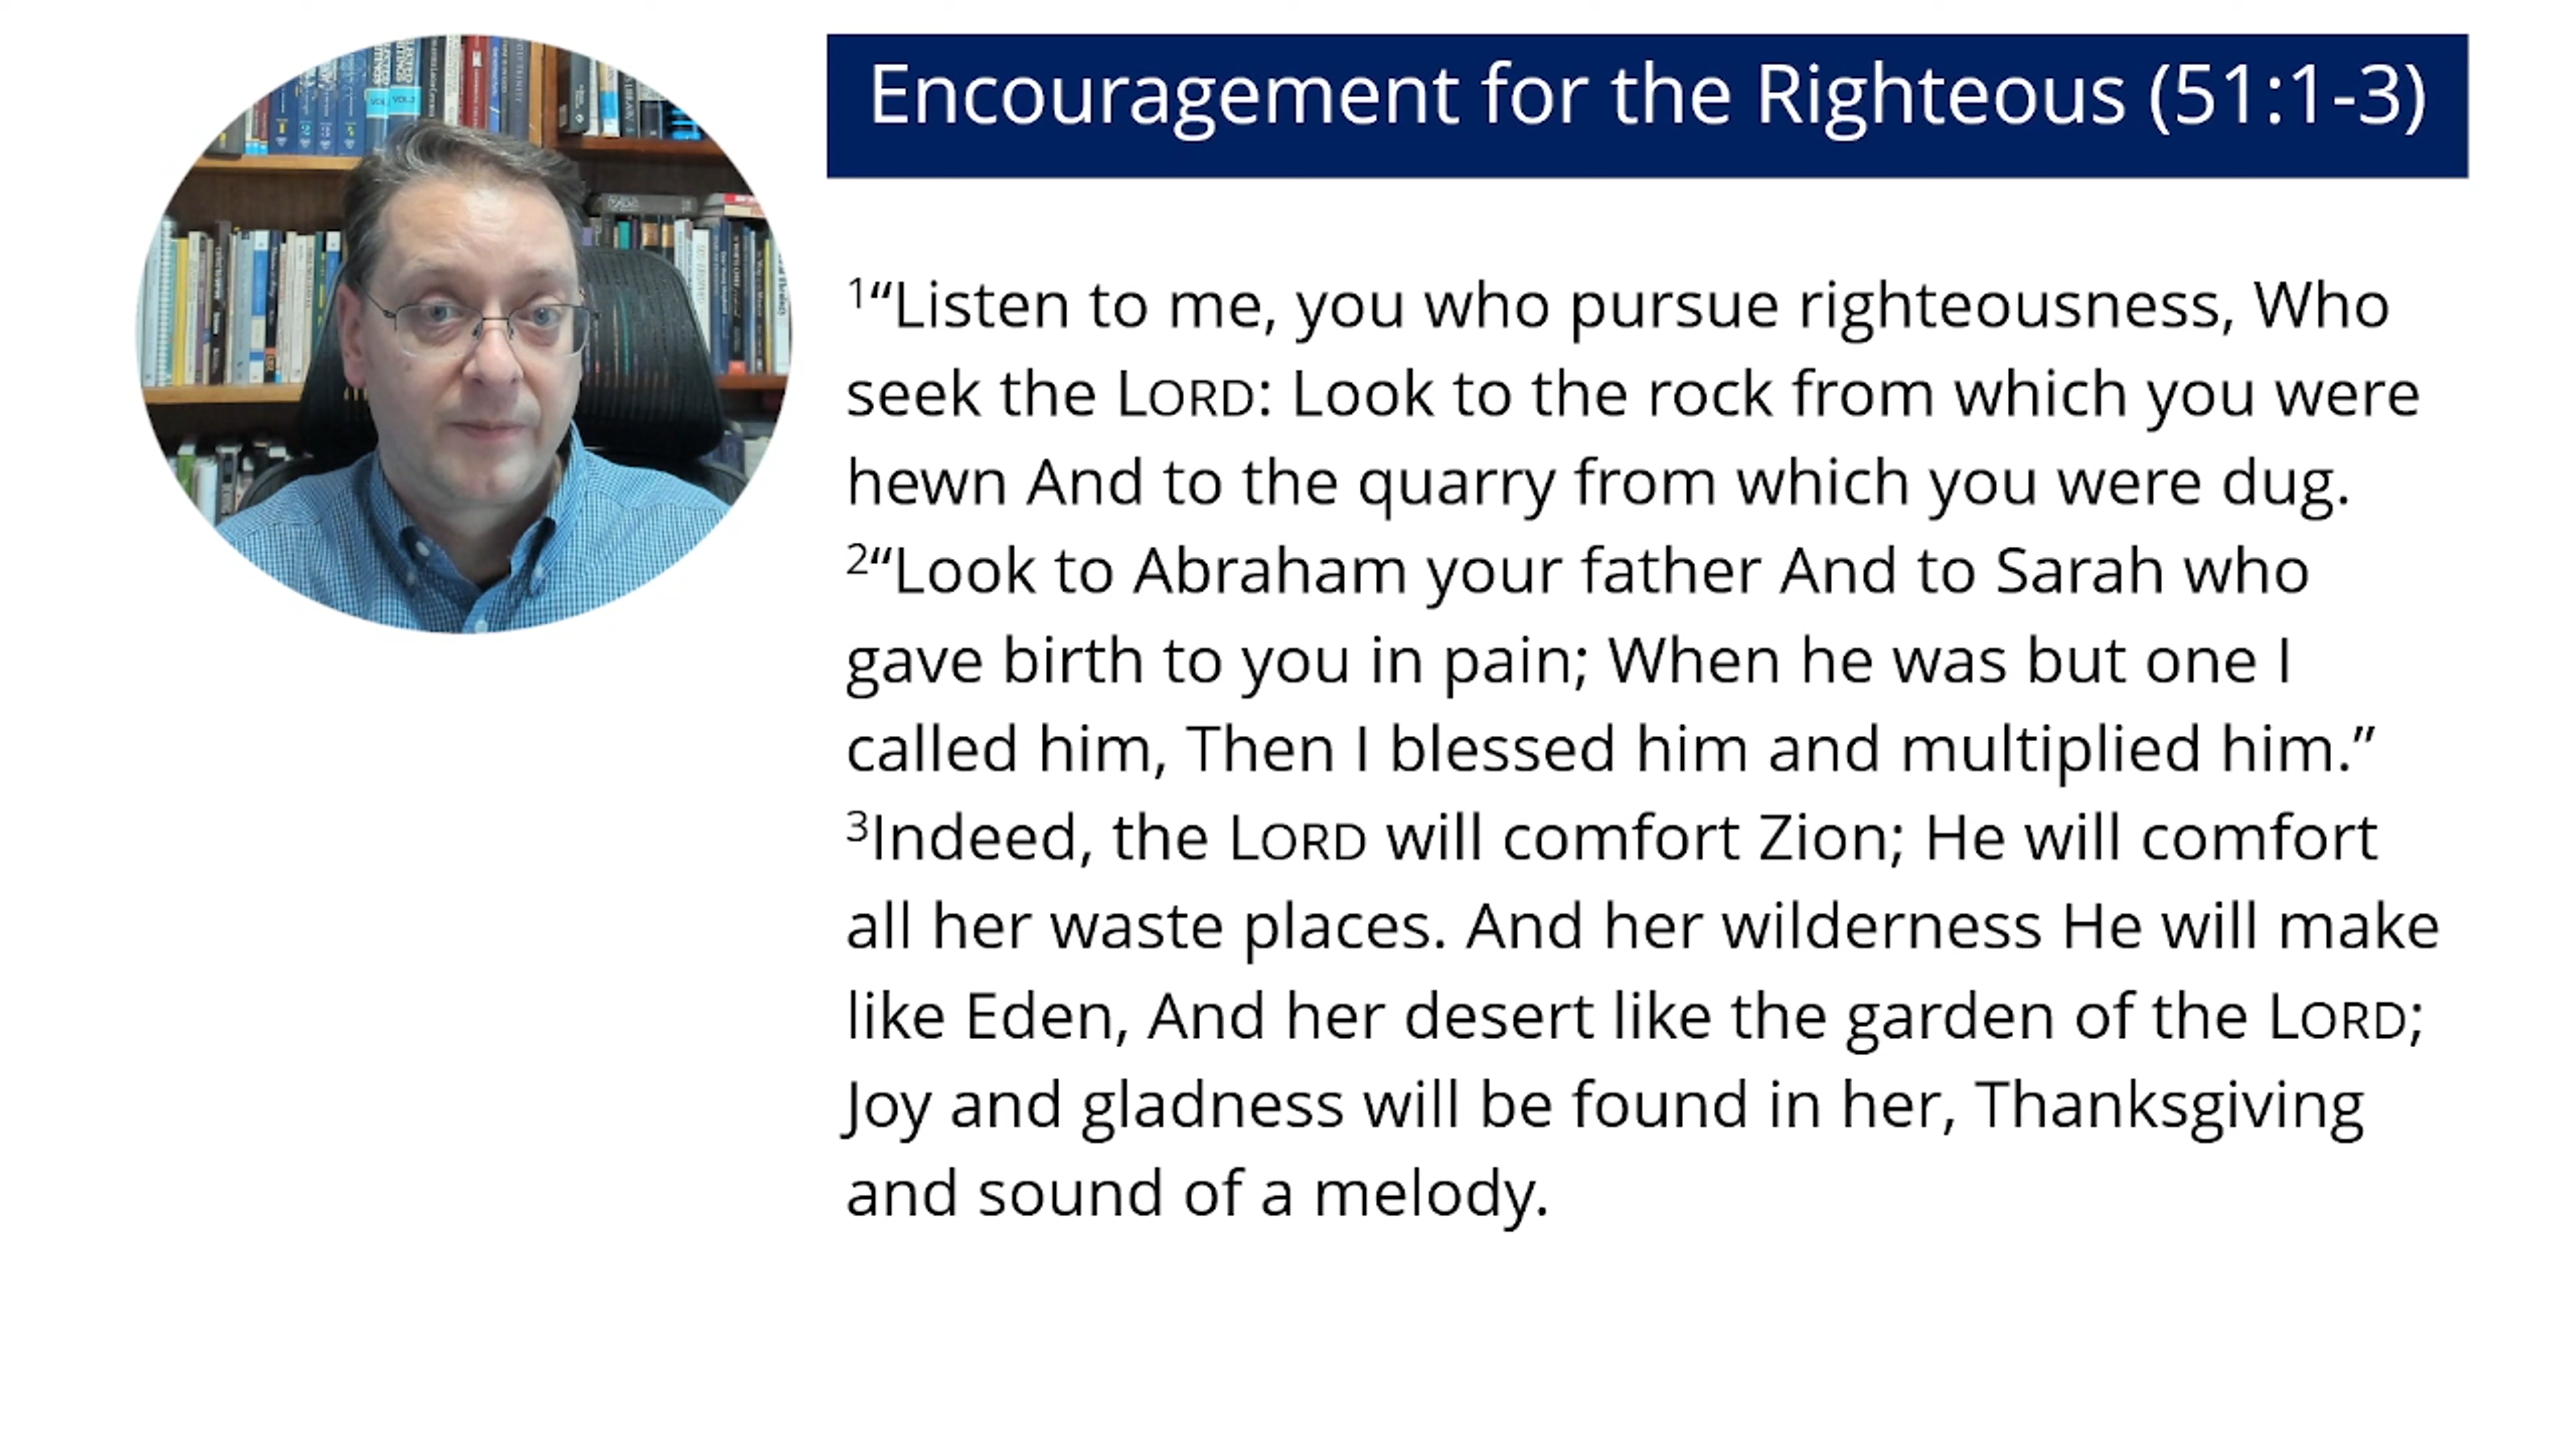 Encouragement for the Righteous (51:1-3)
¹“Listen to me, you who pursue righteousness, Who
seek the LORD: Look to the rock from which you were
hewn And to the quarry from which you were dug.
²“Look to Abraham your father And to Sarah who
gave birth to you in pain; When he was but one I
called him, Then I blessed him and multiplied him.”
³Indeed, the LORD will comfort Zion; He will comfort
all her waste places. And her wilderness He will make
like Eden, And her desert like the garden of the LORD;
Joy and gladness will be found in her, Thanksgiving
and sound of a melody.
VOL.2